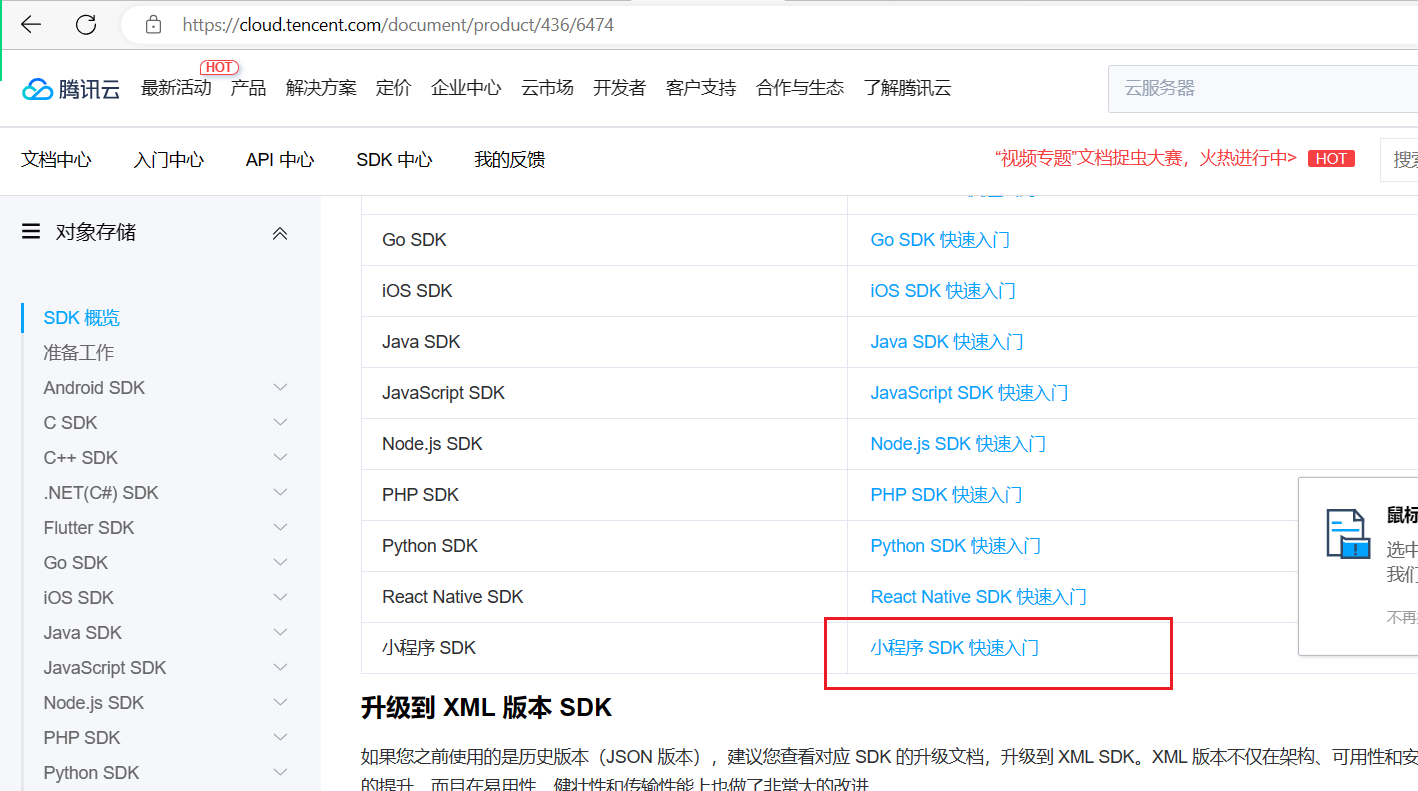 https://cloud.tencent.com/document/product/436/6474
HOT
腾讯云 最新活动 产品 解决方案 定价 企业中心 云市场 开发者 客户支持 合作与生态 了解腾讯云 云服务器
文档中心 入门中心 API 中心 SDK 中心 我的反馈 “视频专题”文档捉虫大赛，火热进行中> HOT 搜索
对象存储
SDK 概览
准备工作
Android SDK
C SDK
C++ SDK
.NET(C#) SDK
Flutter SDK
Go SDK
iOS SDK
Java SDK
JavaScript SDK
Node.js SDK
PHP SDK
Python SDK
Go SDK Go SDK 快速入门
iOS SDK iOS SDK 快速入门
Java SDK Java SDK 快速入门
JavaScript SDK JavaScript SDK 快速入门
Node.js SDK Node.js SDK 快速入门
PHP SDK PHP SDK 快速入门
Python SDK Python SDK 快速入门
React Native SDK React Native SDK 快速入门
小程序 SDK 小程序 SDK 快速入门
升级到 XML 版本 SDK
如果您之前使用的是历史版本（JSON 版本），建议您查看对应 SDK 的升级文档，升级到 XML SDK。XML 版本不仅在架构、可用性和安
的提升，而且在易用性、健壮性和传输性能上也做了非常大的改进
鼠标
选中
我们
不再